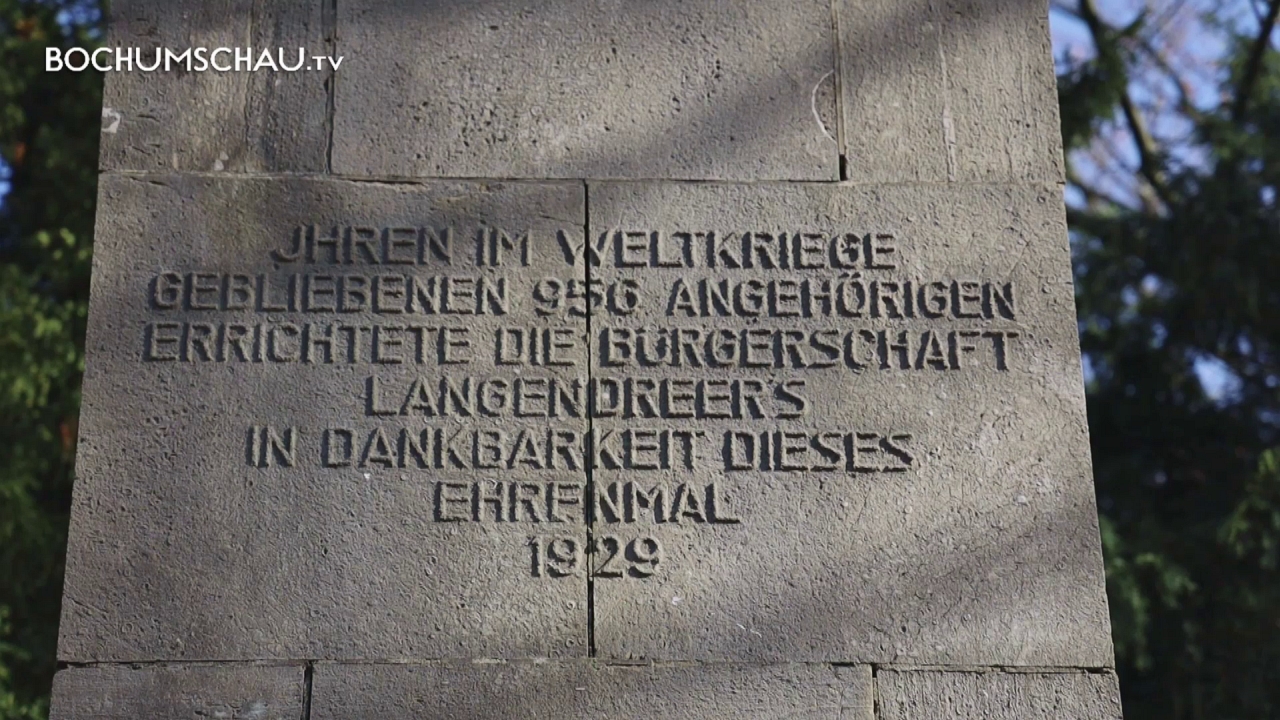 BOCHUMSCHAU.TV
JHREN IM WELTKRIEGE
GEBLIEBENEN 956 ANGEHÖRIGEN
ERRICHTETE DIE BÜRGERSCHAFT
LANGENDREER'S
IN DANKBARKEIT DIESES
EHRENMAL
1929